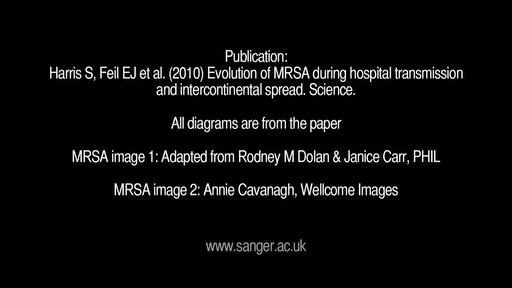 Publication:
Harris S, Feil EJ et al. (2010) Evolution of MRSA during hospital transmission
and intercontinental spread. Science.
All diagrams are from the paper
MRSA image 1: Adapted from Rodney M Dolan & Janice Carr, PHIL
MRSA image 2: Annie Cavanagh, Wellcome Images
www.sanger.ac.uk